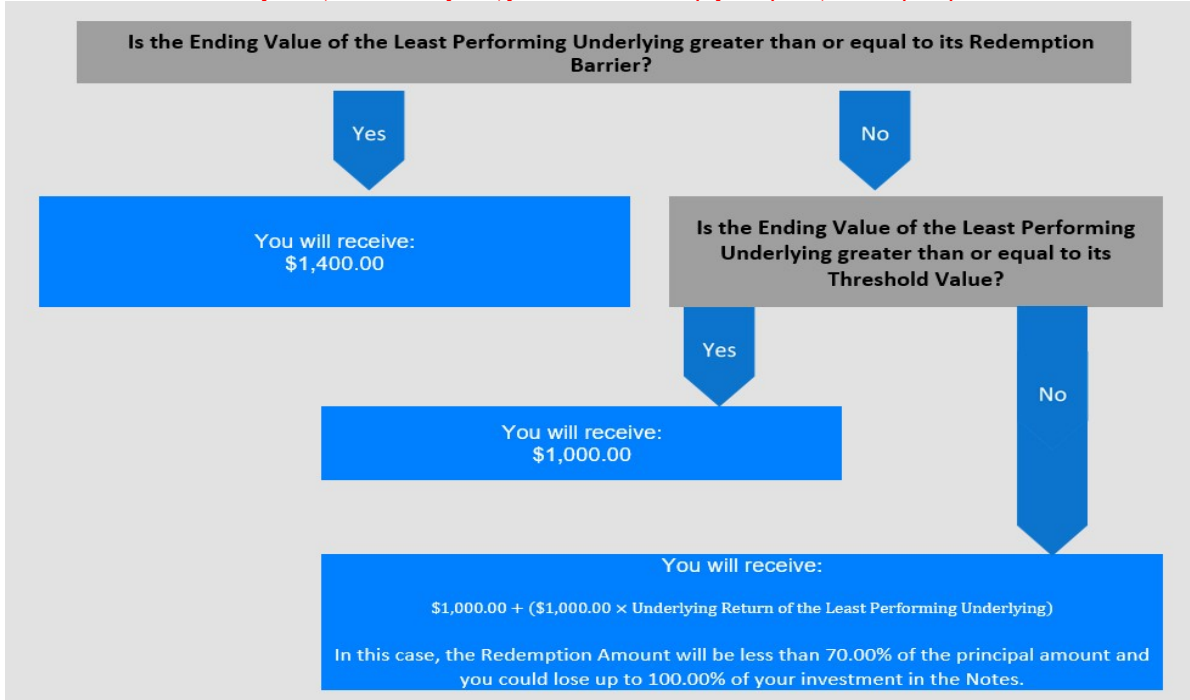 Is the Ending Value of the Least Performing Underlying greater than or equal to its Redemption
Barrier?
Yes
No
You will receive:
$1,400.00
Is the Ending Value of the Least Performing
Underlying greater than or equal to its
Threshold Value?
Yes
No
You will receive:
$1,000.00
You will receive:
$1,000.00 + ($1,000.00 × Underlying Return of the Least Performing Underlying)
In this case, the Redemption Amount will be less than 70.00% of the principal amount and
you could lose up to 100.00% of your investment in the Notes.